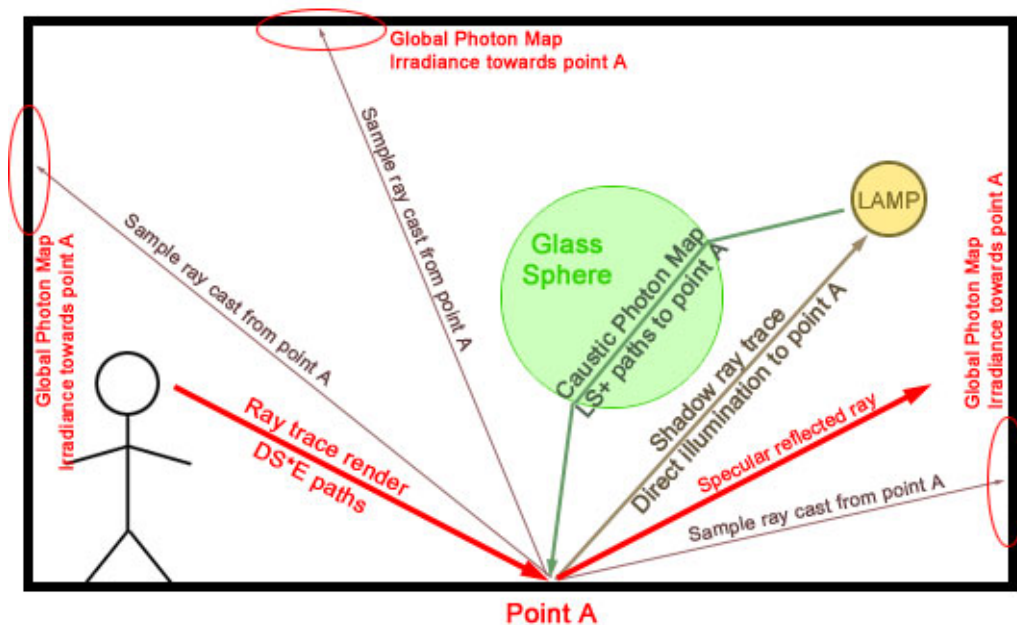 Global Photon Map
Irradiance towards point A
Sample ray cast from point A
Global Photon Map
Irradiance towards point A
Sample ray cast from point A
Glass
Sphere
LAMP
Caustic Photon Map
LS+ paths to point A
Shadow ray trace
Direct illumination to point A
Global Photon Map
Irradiance towards point A
Ray trace render
DS*E paths
Specular reflected ray
Sample ray cast from point A
Point A